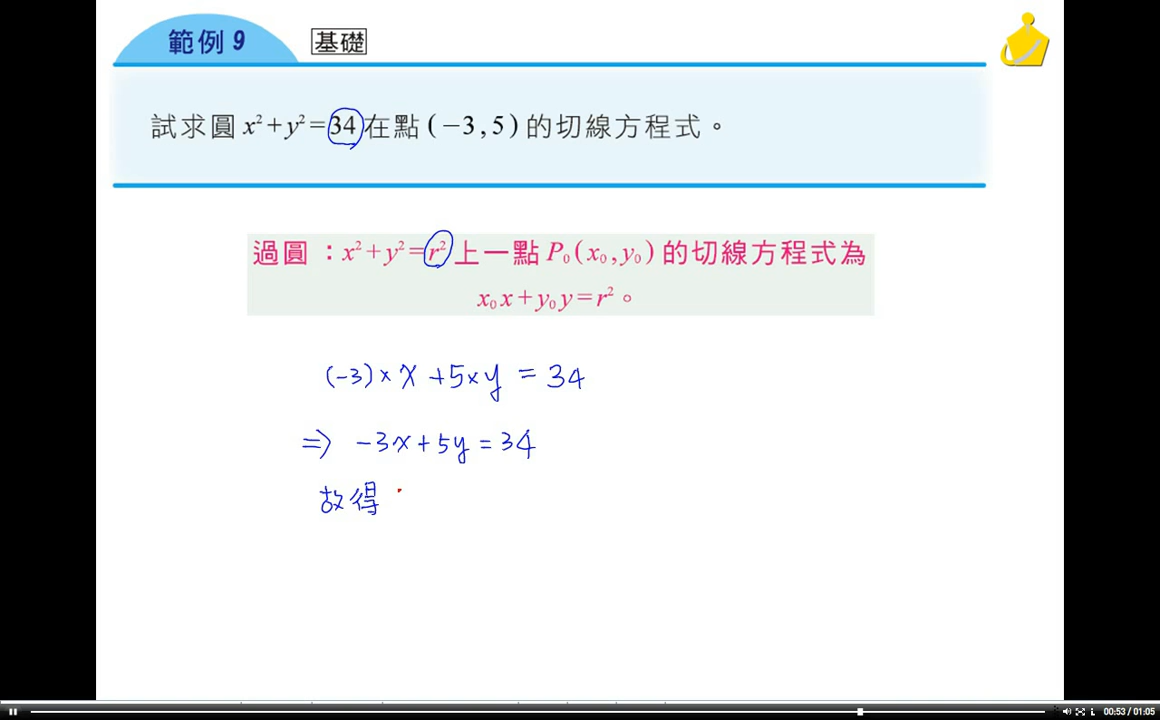 範例 9 基礎
試求圓 x²+y²=34 在點 (−3,5) 的切線方程式。
過圓：x²+y²=r² 上一點 P₀(x₀,y₀) 的切線方程式為
x₀x+y₀y=r²。
(-3)×x+5×y=34
⇒ -3x+5y=34
故得
00:53 / 01:05